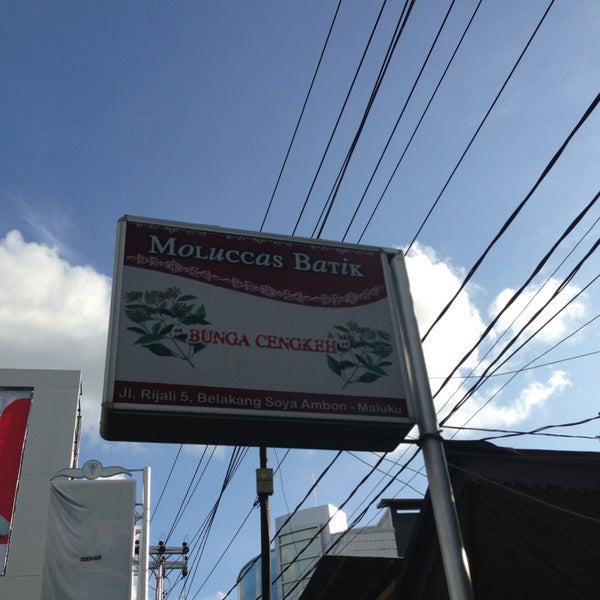 Moluccas Batik
"BUNGA CENGKEH"
Jl. Rijali 5, Belakang Soya Ambon - Maluku